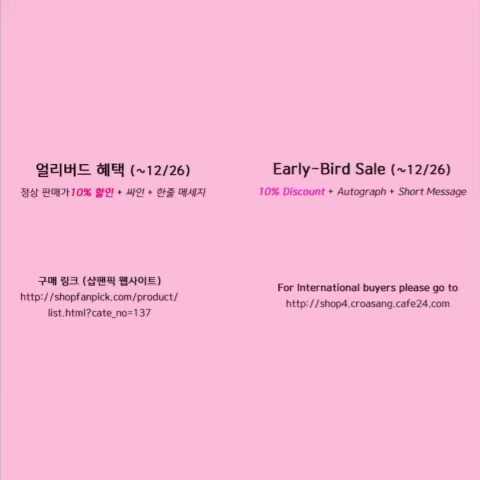 얼리버드 혜택 (~12/26)
정상 판매가10% 할인 + 싸인 + 한줄 메세지
구매 링크 (샵팬픽 웹사이트)
http://shopfanpick.com/product/
list.html?cate_no=137
Early-Bird Sale (~12/26)
10% Discount + Autograph + Short Message
For International buyers please go to
http://shop4.croasang.cafe24.com